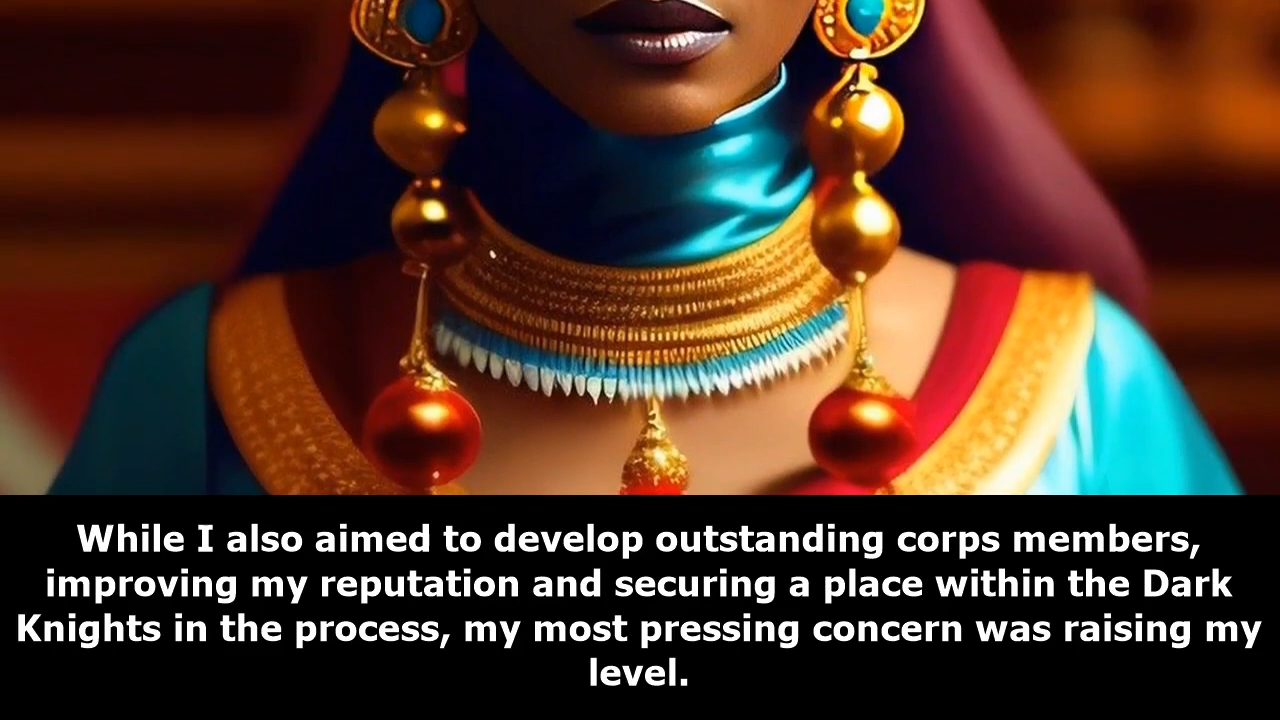 While I also aimed to develop outstanding corps members,
improving my reputation and securing a place within the Dark
Knights in the process, my most pressing concern was raising my
level.